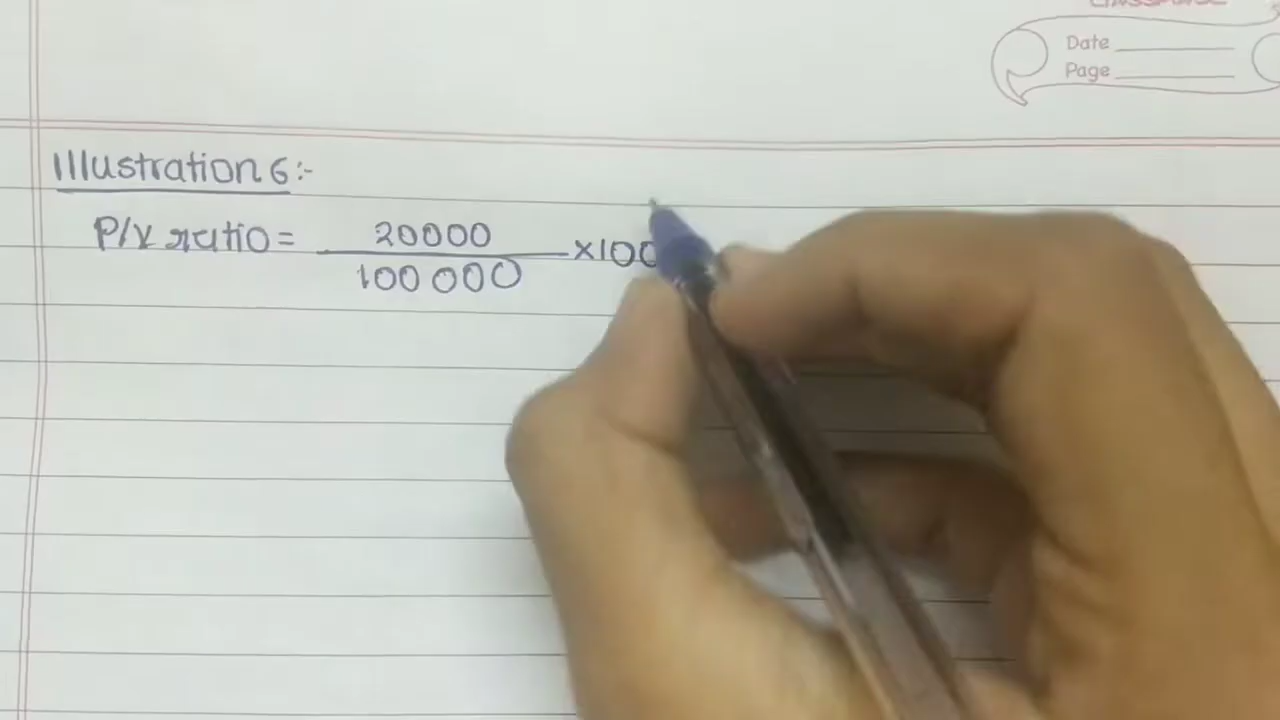 Date
Page
Illustration 6:-
P/V ratio = 20000
100 000
×100